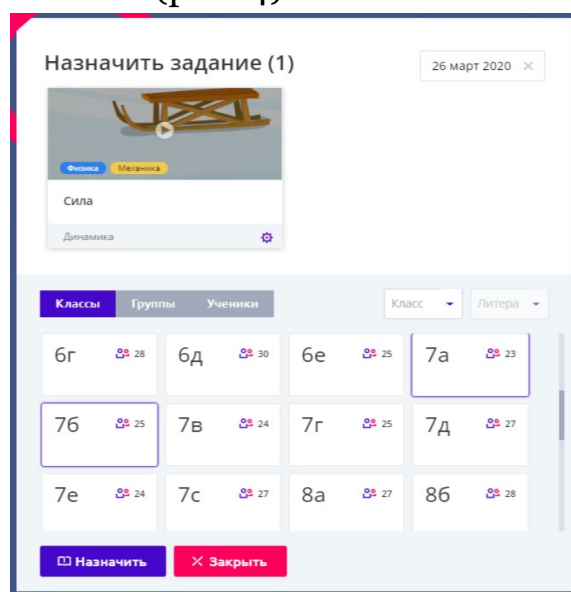 Назначить задание (1)
26 март 2020
Физика Механика
Сила
Динамика
Классы Группы Ученики Класс Литера
6г 28 6д 30 6е 25 7а 23
7б 25 7в 24 7г 25 7д 27
7е 24 7с 27 8а 27 8б 28
Назначить Закрыть